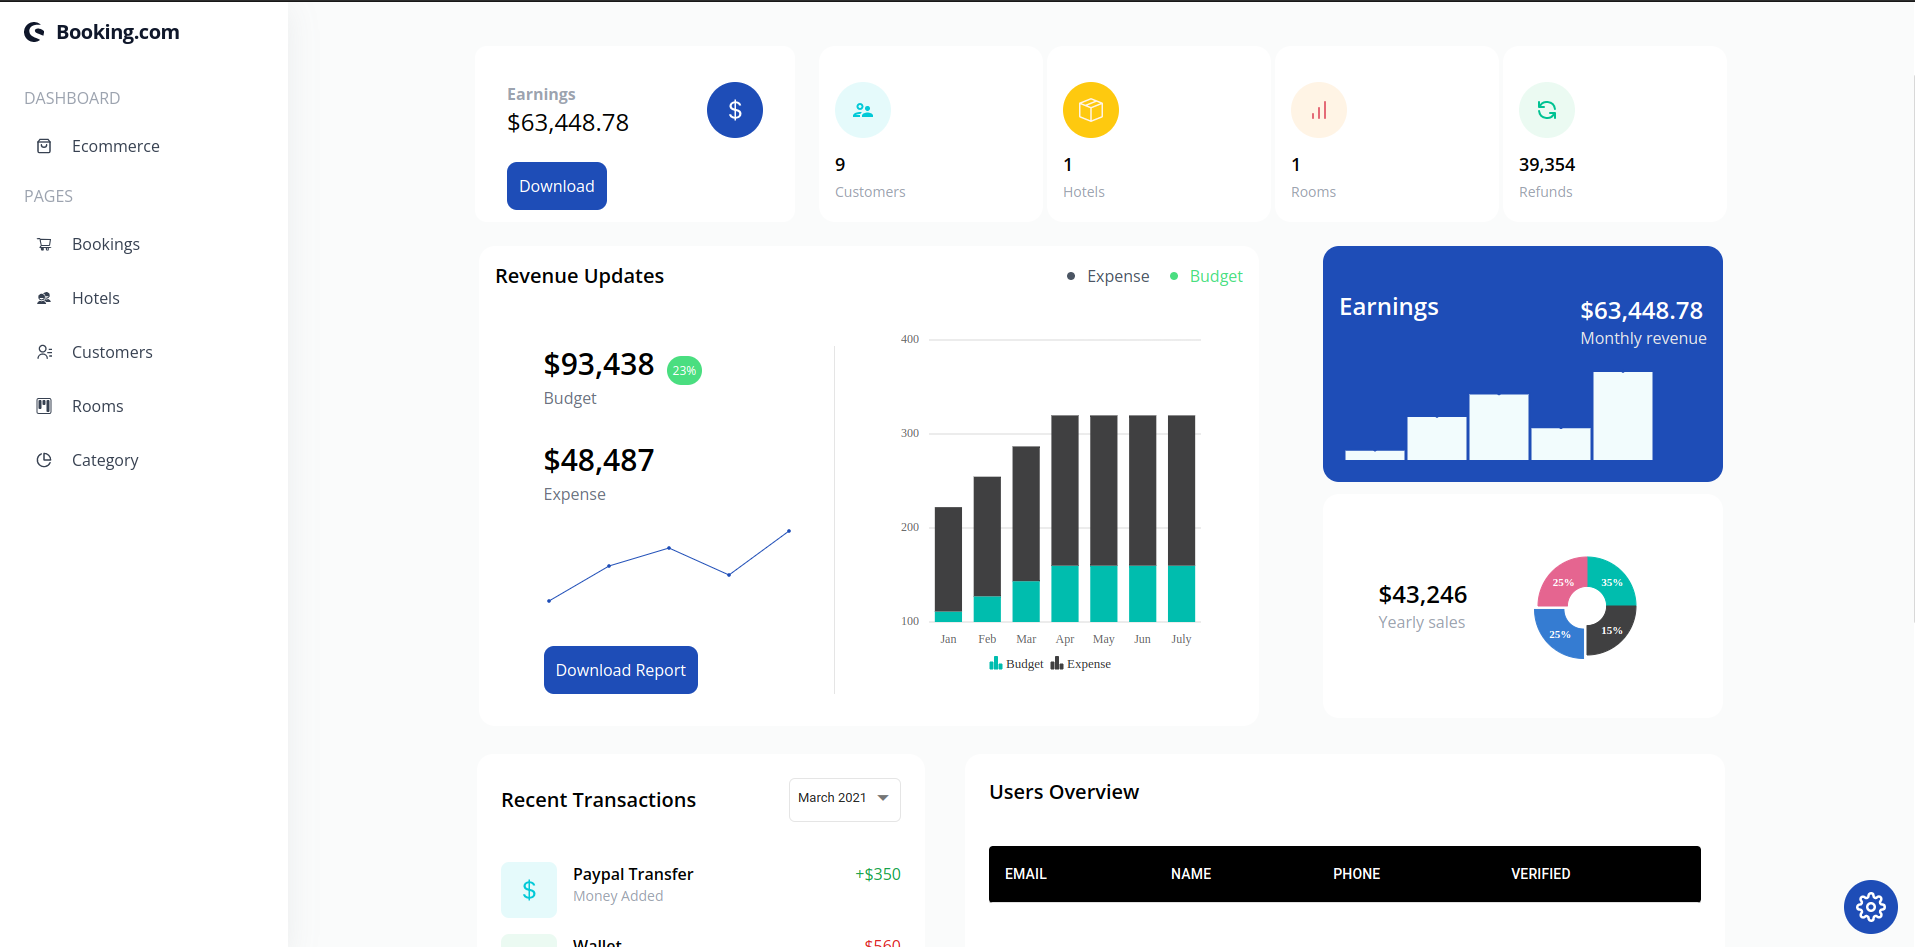 Booking.com
DASHBOARD
Ecommerce
PAGES
Bookings
Hotels
Customers
Rooms
Category
Earnings
$63,448.78
$
Download
9
Customers
1
Hotels
1
Rooms
39,354
Refunds
Revenue Updates
Expense
Budget
$93,438
23%
Budget
$48,487
Expense
Download Report
400
300
200
100
Jan Feb Mar Apr May Jun July
Budget Expense
Earnings
$63,448.78
Monthly revenue
$43,246
Yearly sales
25% 35%
25% 15%
Recent Transactions
March 2021
$
Paypal Transfer
+$350
Money Added
Wallet
-$560
Users Overview
EMAIL NAME PHONE VERIFIED